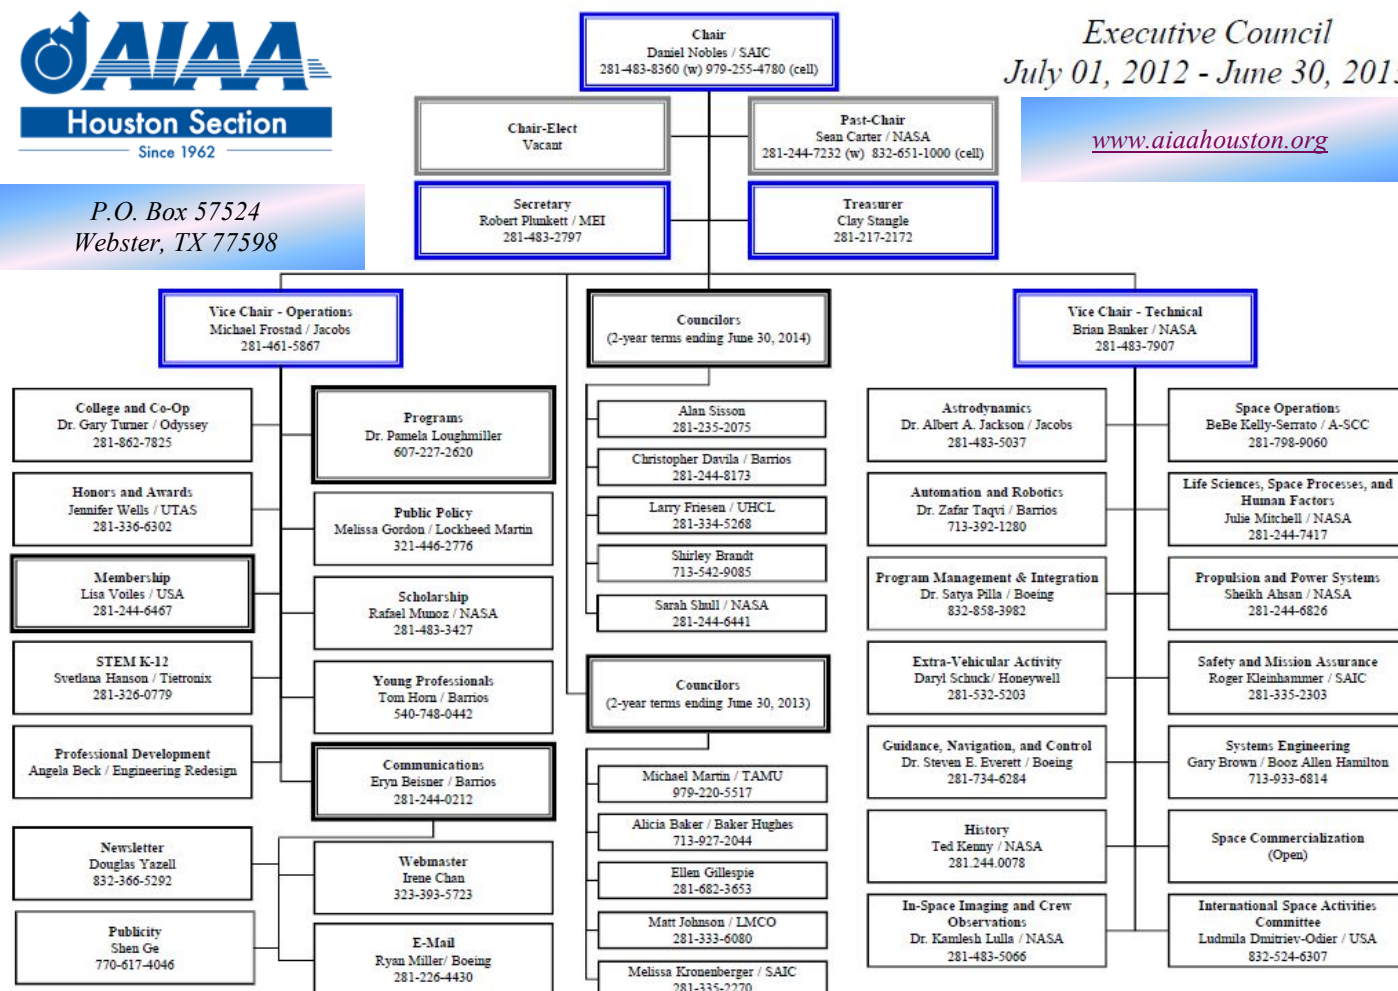 AIAA
Houston Section
Since 1962
Executive Council
July 01, 2012 - June 30, 201
www.aiaahouston.org
P.O. Box 57524
Webster, TX 77598
Chair
Daniel Nobles / SAIC
281-483-8360 (w) 979-255-4780 (cell)
Chair-Elect
Vacant
Past-Chair
Sean Carter / NASA
281-244-7232 (w)  832-651-1000 (cell)
Secretary
Robert Plunkett / MEI
281-483-2797
Treasurer
Clay Stangle
281-217-2172
Vice Chair - Operations
Michael Frostad / Jacobs
281-461-5867
Councilors
(2-year terms ending June 30, 2014)
Vice Chair - Technical
Brian Banker / NASA
281-483-7907
College and Co-Op
Dr. Gary Turner / Odyssey
281-862-7825
Honors and Awards
Jennifer Wells / UTAS
281-336-6302
Membership
Lisa Voiles / USA
281-244-6467
STEM K-12
Svetlana Hanson / Tietronix
281-326-0779
Professional Development
Angela Beck / Engineering Redesign
Programs
Dr. Pamela Loughmiller
607-227-2620
Public Policy
Melissa Gordon / Lockheed Martin
321-446-2776
Scholarship
Rafael Munoz / NASA
281-483-3427
Young Professionals
Tom Horn / Barrios
540-748-0442
Communications
Eryn Beisner / Barrios
281-244-0212
Newsletter
Douglas Yazell
832-366-5292
Publicity
Shen Ge
770-617-4046
Webmaster
Irene Chan
323-393-5723
E-Mail
Ryan Miller/ Boeing
281-226-4430
Alan Sisson
281-235-2075
Christopher Davila / Barrios
281-244-8173
Larry Friesen / UHCL
281-334-5268
Shirley Brandt
713-542-9085
Sarah Shull / NASA
281-244-6441
Councilors
(2-year terms ending June 30, 2013)
Michael Martin / TAMU
979-220-5517
Alicia Baker / Baker Hughes
713-927-2044
Ellen Gillespie
281-682-3653
Matt Johnson / LMCO
281-333-6080
Melissa Kronenberger / SAIC
281-335-2270
Astrodynamics
Dr. Albert A. Jackson / Jacobs
281-483-5037
Automation and Robotics
Dr. Zafar Taqvi / Barrios
713-392-1280
Program Management & Integration
Dr. Satya Pilla / Boeing
832-858-3982
Extra-Vehicular Activity
Daryl Schuck/ Honeywell
281-532-5203
Guidance, Navigation, and Control
Dr. Steven E. Everett / Boeing
281-734-6284
History
Ted Kenny / NASA
281.244.0078
In-Space Imaging and Crew
Observations
Dr. Kamlesh Lulla / NASA
281-483-5066
Space Operations
BeBe Kelly-Serrato / A-SCC
281-798-9060
Life Sciences, Space Processes, and
Human Factors
Julie Mitchell / NASA
281-244-7417
Propulsion and Power Systems
Sheikh Ahsan / NASA
281-244-6826
Safety and Mission Assurance
Roger Kleinhammer / SAIC
281-335-2303
Systems Engineering
Gary Brown / Booz Allen Hamilton
713-933-6814
Space Commercialization
(Open)
International Space Activities
Committee
Ludmila Dmitriev-Odier / USA
832-524-6307